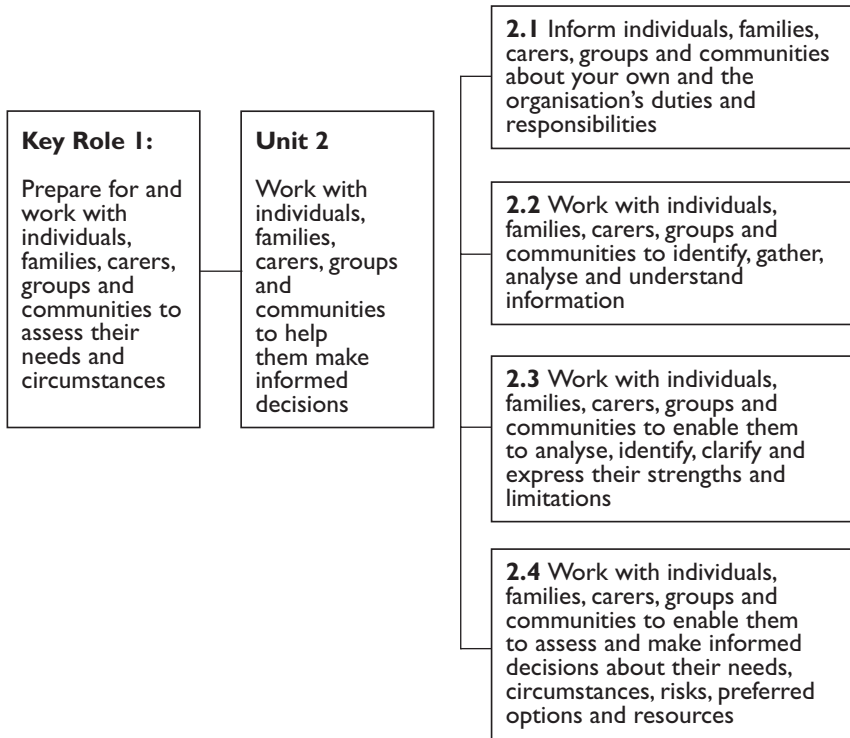 Key Role 1:
Prepare for and
work with
individuals,
families, carers,
groups and
communities to
assess their
needs and
circumstances
Unit 2
Work with
individuals,
families,
carers, groups
and
communities
to help
them make
informed
decisions
2.1 Inform individuals, families,
carers, groups and communities
about your own and the
organisation’s duties and
responsibilities
2.2 Work with individuals,
families, carers, groups and
communities to identify, gather,
analyse and understand
information
2.3 Work with individuals,
families, carers, groups and
communities to enable them
to analyse, identify, clarify and
express their strengths and
limitations
2.4 Work with individuals,
families, carers, groups and
communities to enable them
to assess and make informed
decisions about their needs,
circumstances, risks, preferred
options and resources